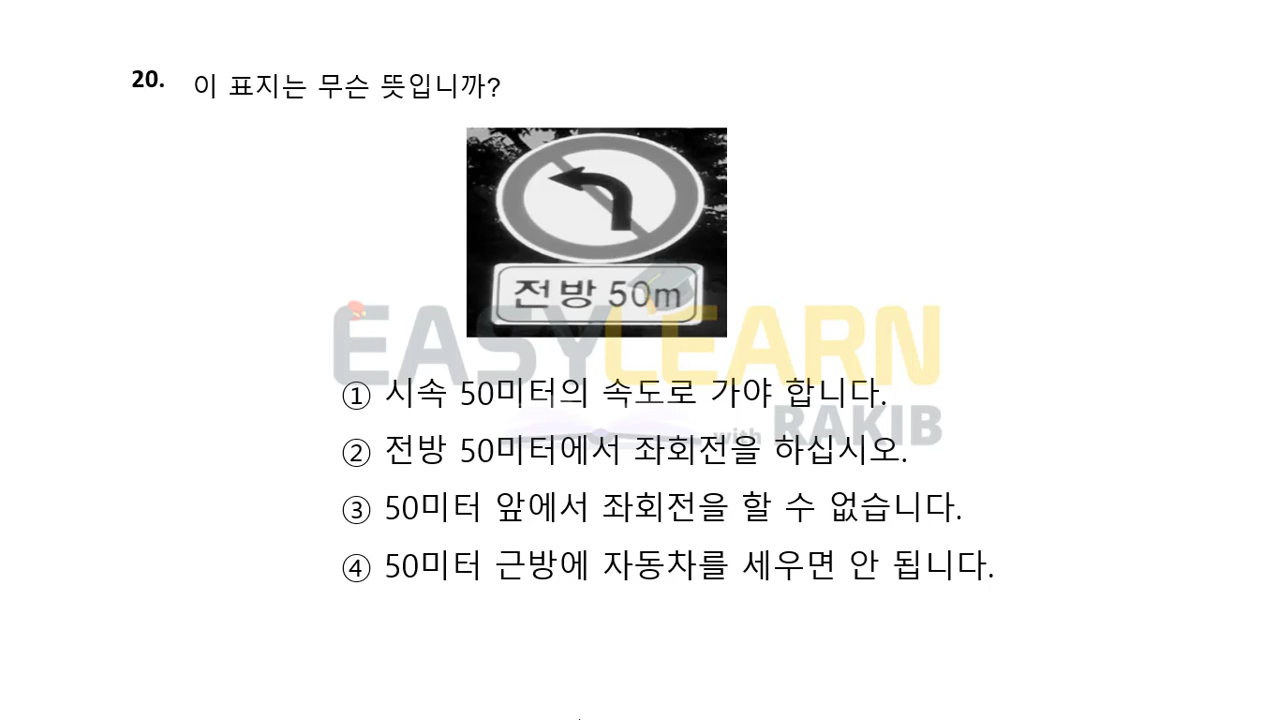 20. 이 표지는 무슨 뜻입니까?
전방 50m
EASYLEARN
① 시속 50미터의 속도로 가야 합니다.
with RAKIB
② 전방 50미터에서 좌회전을 하십시오.
③ 50미터 앞에서 좌회전을 할 수 없습니다.
④ 50미터 근방에 자동차를 세우면 안 됩니다.